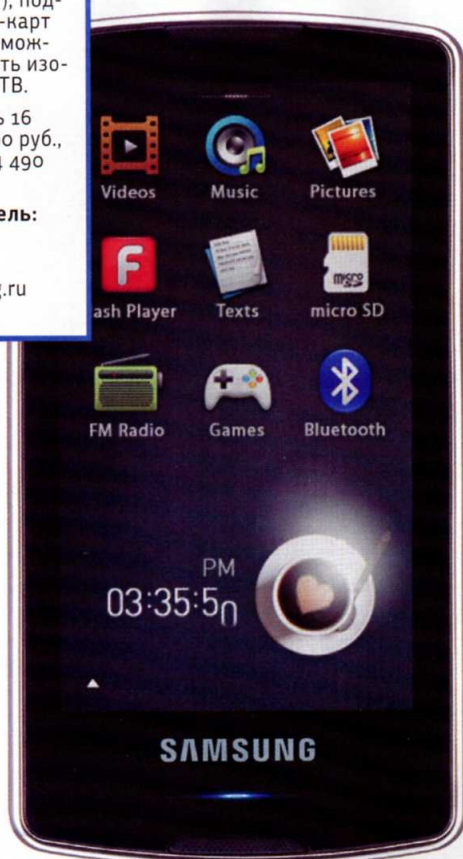 ), под-
-карт
мож-
ть изо-
ТВ.
ь 16
о руб.,
4 490
ель:
g.ru
Videos Music Pictures
ash Player Texts micro SD
FM Radio Games Bluetooth
PM
03:35:50
SAMSUNG